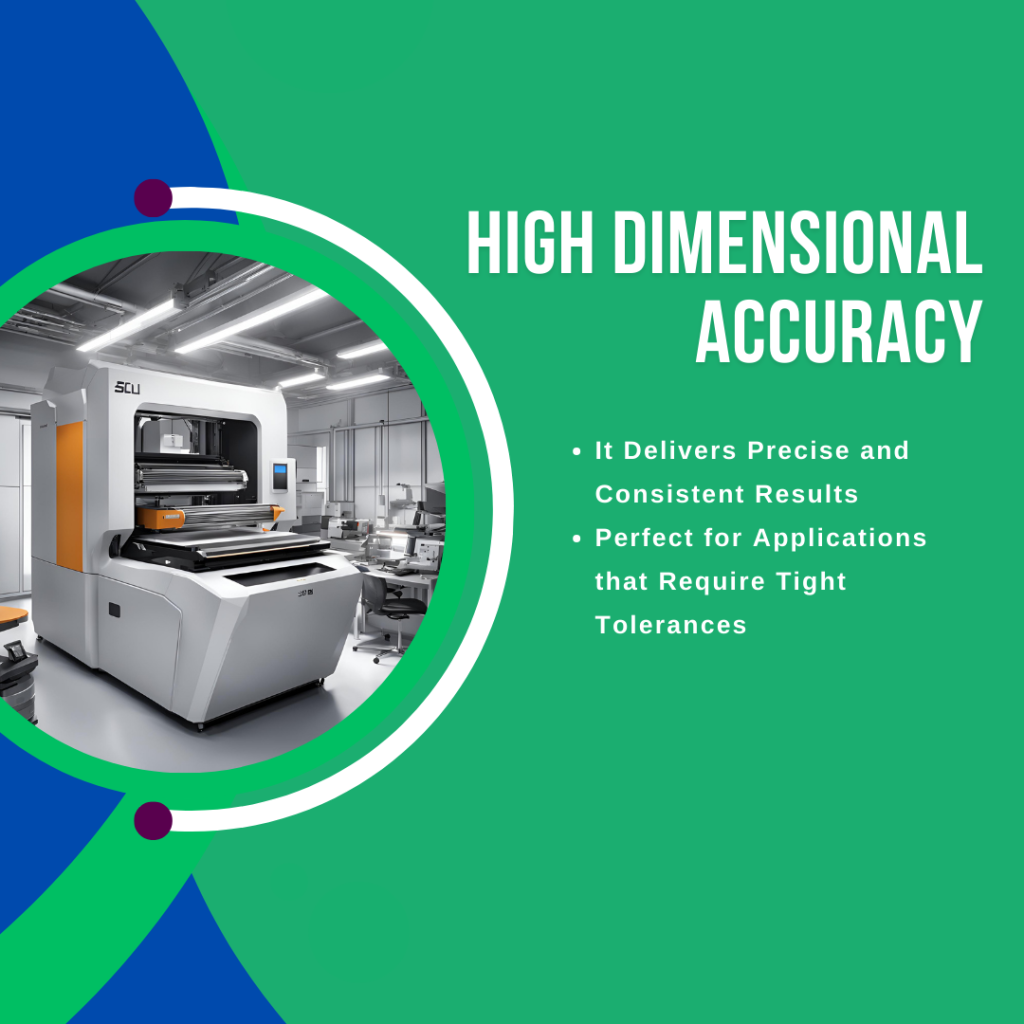 HIGH DIMENSIONAL
ACCURACY
• It Delivers Precise and
Consistent Results
• Perfect for Applications
that Require Tight
Tolerances